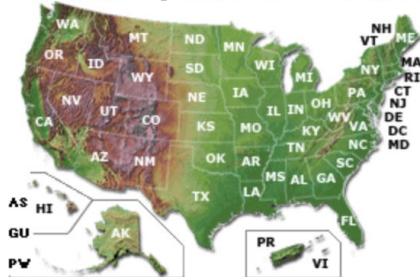 WA
MT
ND
MN
NH
VT
ME
OR
ID
SD
WI
MI
NY
MA
RI
WY
CT
NV
NE
IA
PA
NJ
UT
CO
IL
IN
OH
WV
DE
CA
KS
MO
KY
VA
DC
MD
AZ
NM
OK
AR
TN
NC
SC
TX
LA
MS
AL
GA
FL
AS
HI
GU
AK
PW
PR
VI